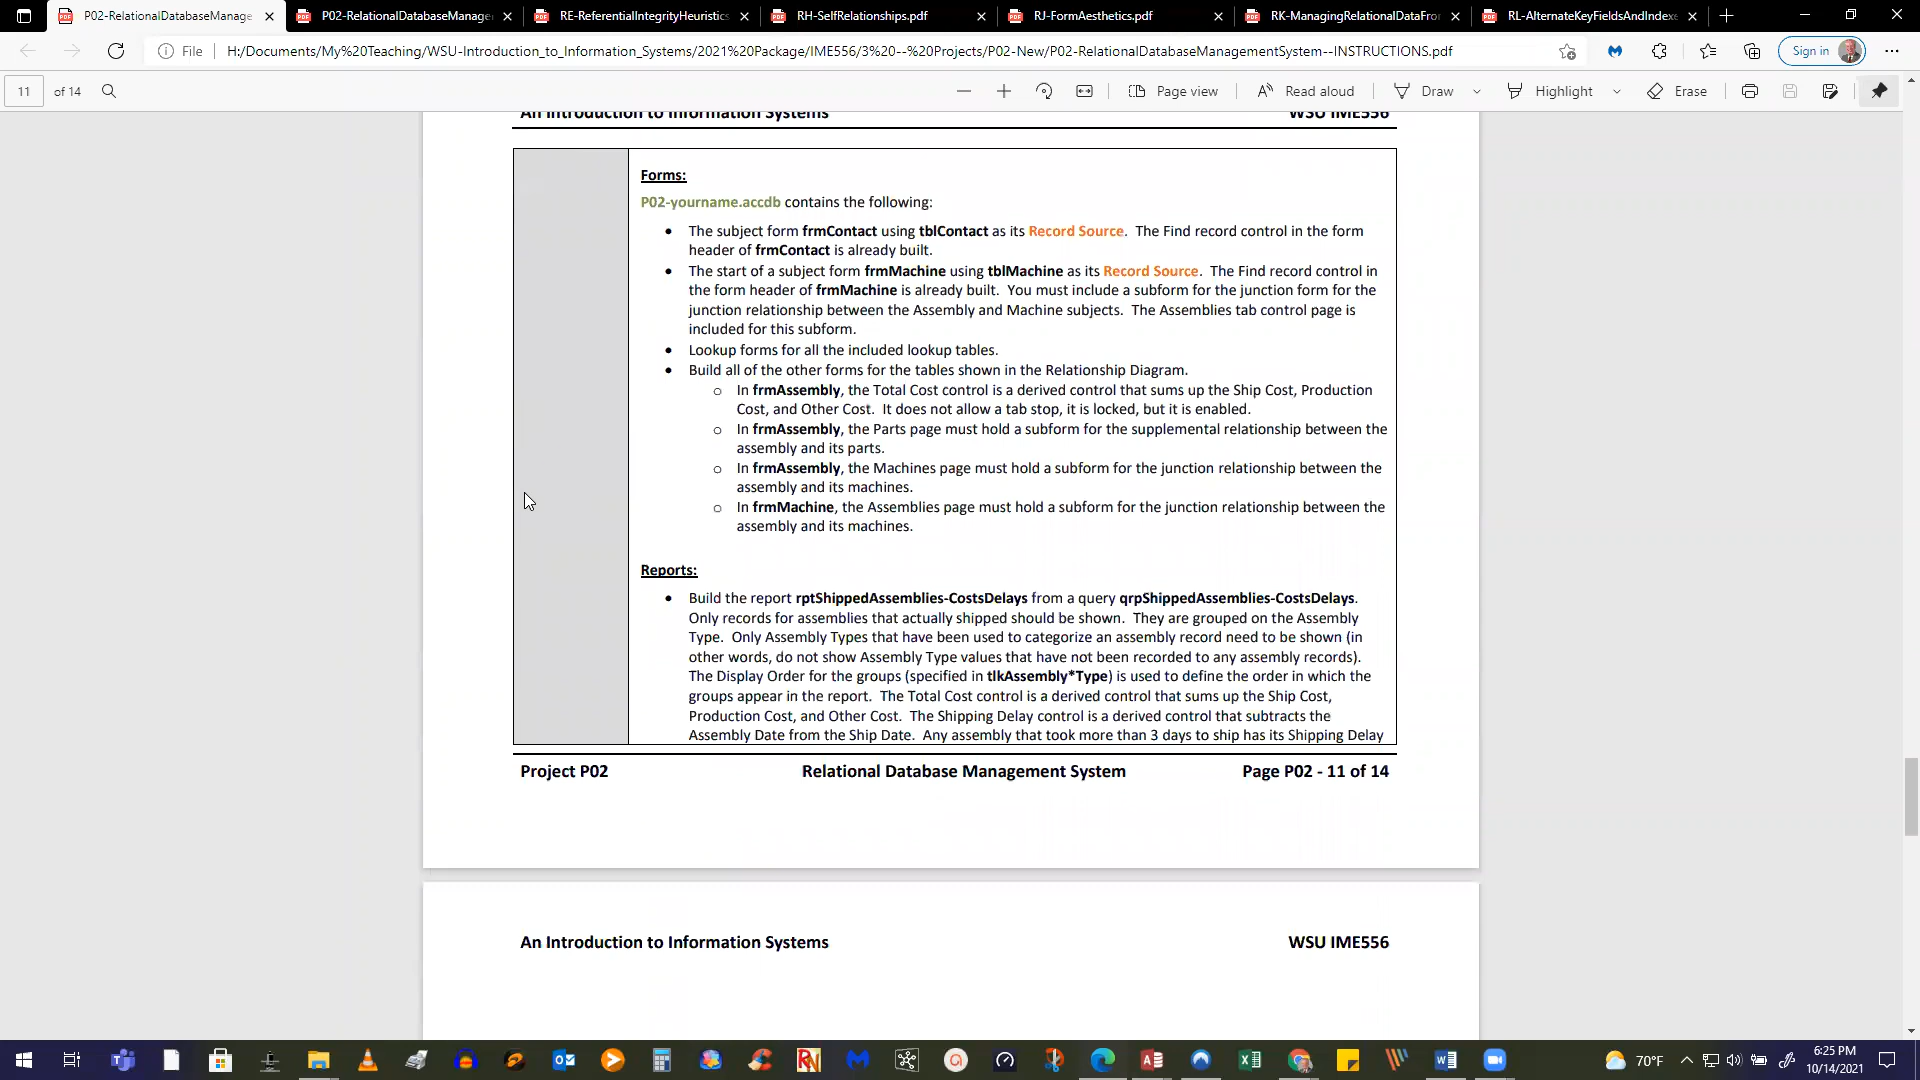 P02-RelationalDatabaseManage
P02-RelationalDatabaseManage
RE-ReferentialIntegrityHeuristics
RH-SelfRelationships.pdf
RJ-FormAesthetics.pdf
RK-ManagingRelationalDataFro
RL-AlternateKeyFieldsAndIndexe
File
H:/Documents/My%20Teaching/WSU-Introduction_to_Information_Systems/2021%20Package/IME556/3%20--%20Projects/P02-New/P02-RelationalDatabaseManagementSystem--INSTRUCTIONS.pdf
Sign in
11 of 14
Page view
Read aloud
Draw
Highlight
Erase
An Introduction to Information Systems WSU IME556
Forms:
P02-yourname.accdb contains the following:
• The subject form frmContact using tblContact as its Record Source. The Find record control in the form
header of frmContact is already built.
• The start of a subject form frmMachine using tblMachine as its Record Source. The Find record control in
the form header of frmMachine is already built. You must include a subform for the junction form for the
junction relationship between the Assembly and Machine subjects. The Assemblies tab control page is
included for this subform.
• Lookup forms for all the included lookup tables.
• Build all of the other forms for the tables shown in the Relationship Diagram.
o In frmAssembly, the Total Cost control is a derived control that sums up the Ship Cost, Production
Cost, and Other Cost. It does not allow a tab stop, it is locked, but it is enabled.
o In frmAssembly, the Parts page must hold a subform for the supplemental relationship between the
assembly and its parts.
o In frmAssembly, the Machines page must hold a subform for the junction relationship between the
assembly and its machines.
o In frmMachine, the Assemblies page must hold a subform for the junction relationship between the
assembly and its machines.
Reports:
• Build the report rptShippedAssemblies-CostsDelays from a query qrpShippedAssemblies-CostsDelays.
Only records for assemblies that actually shipped should be shown. They are grouped on the Assembly
Type. Only Assembly Types that have been used to categorize an assembly record need to be shown (in
other words, do not show Assembly Type values that have not been recorded to any assembly records).
The Display Order for the groups (specified in tlkAssembly*Type) is used to define the order in which the
groups appear in the report. The Total Cost control is a derived control that sums up the Ship Cost,
Production Cost, and Other Cost. The Shipping Delay control is a derived control that subtracts the
Assembly Date from the Ship Date. Any assembly that took more than 3 days to ship has its Shipping Delay
Project P02 Relational Database Management System Page P02 - 11 of 14
An Introduction to Information Systems WSU IME556
70°F
6:25 PM
10/14/2021